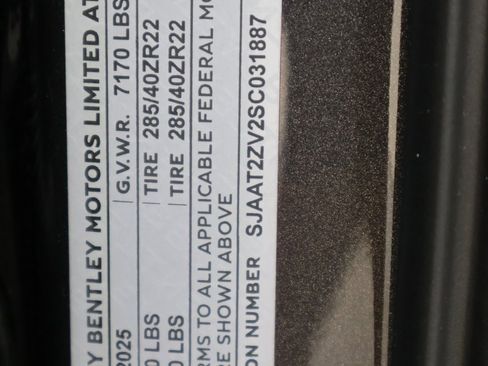 Y BENTLEY MOTORS LIMITED AT
2025 G.V.W.R. 7170 LBS
0 LBS TIRE 285/40ZR22
0 LBS TIRE 285/40ZR22
RMS TO ALL APPLICABLE FEDERAL MO
RE SHOWN ABOVE
ON NUMBER SJAAT2ZV2SC031887